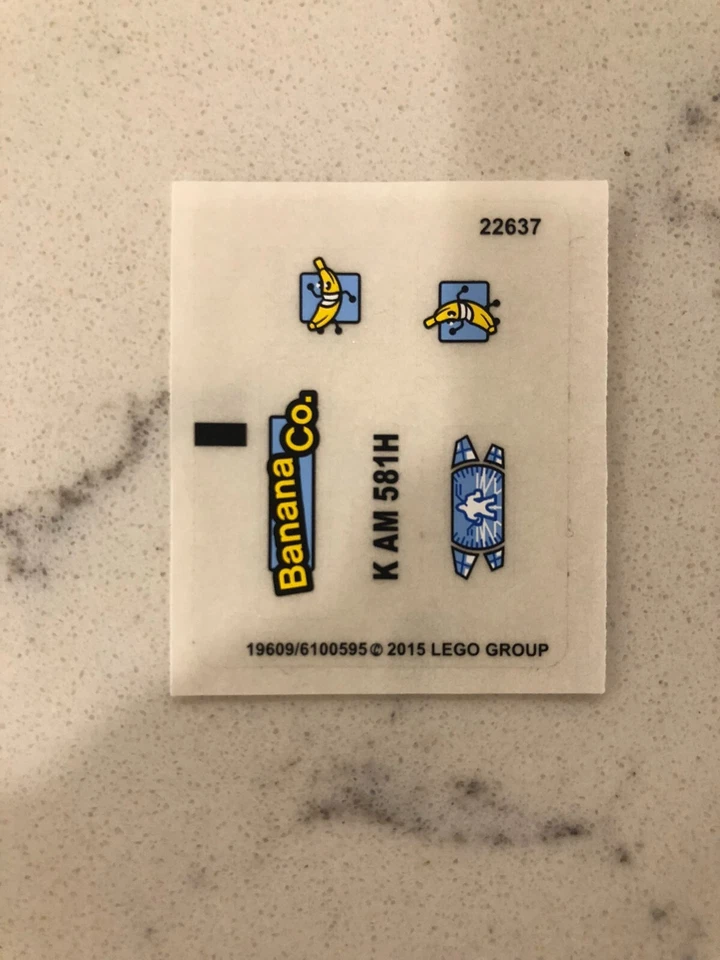 22637
Banana Co.
K AM 581H
19609/6100595 © 2015 LEGO GROUP